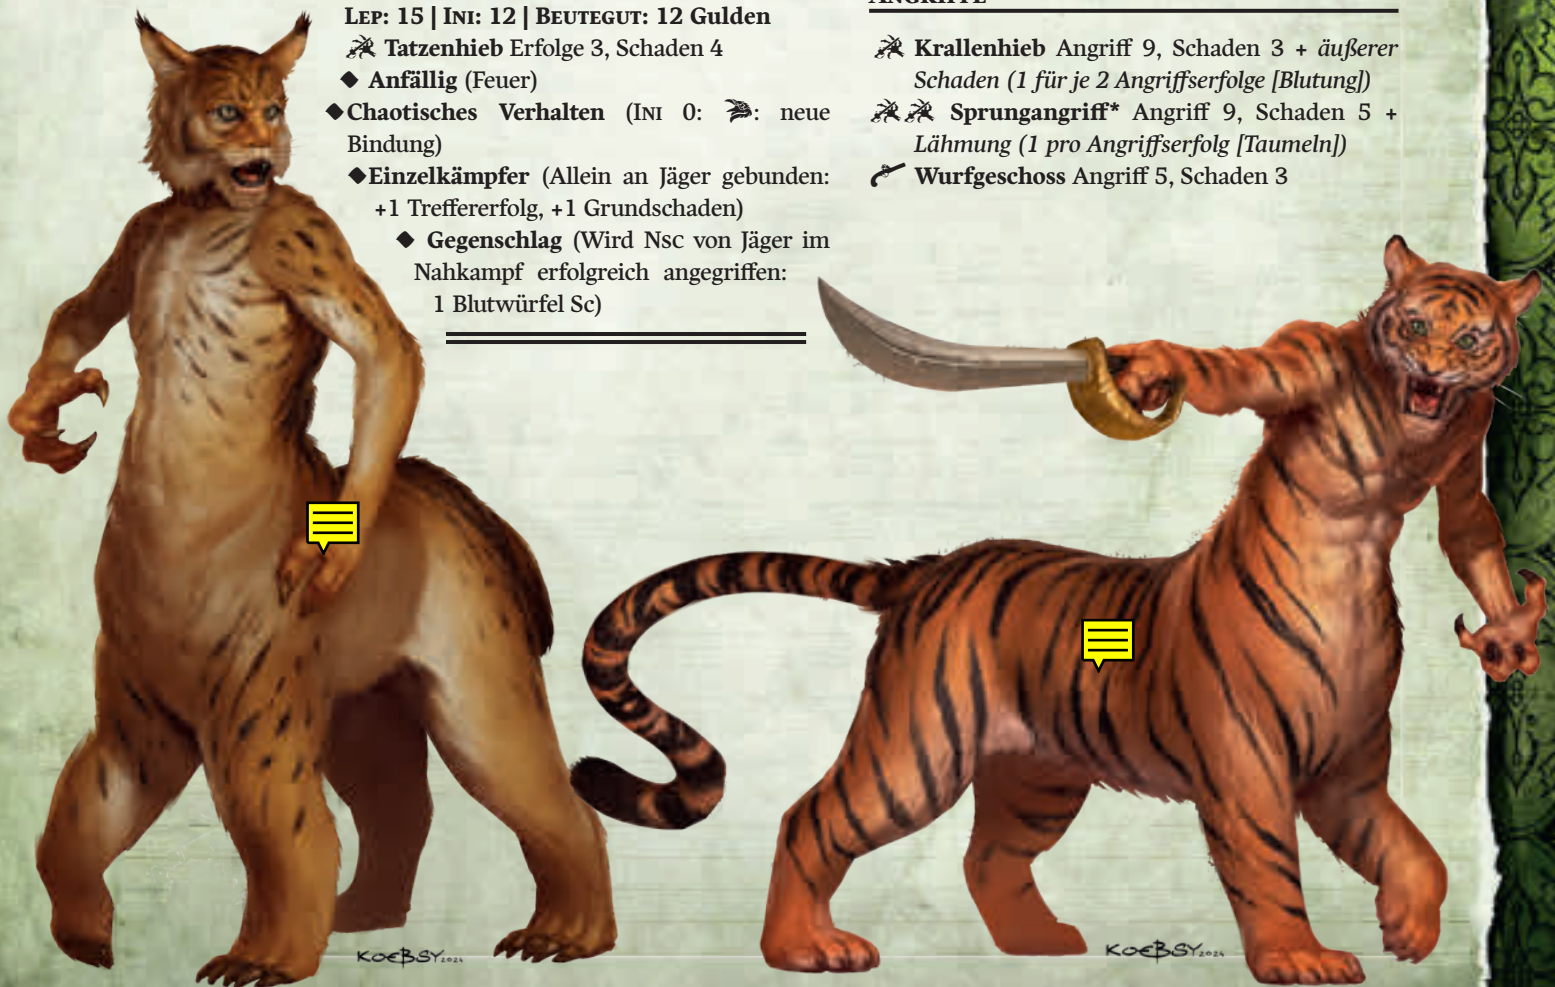 LEP: 15 | INI: 12 | BEUTEGUT: 12 Gulden
Tatzenhieb Erfolge 3, Schaden 4
◆ Anfällig (Feuer)
◆Chaotisches Verhalten (INI 0: : neue
Bindung)
◆Einzelkämpfer (Allein an Jäger gebunden:
+1 Treffererfolg, +1 Grundschaden)
◆ Gegenschlag (Wird NSC von Jäger im
Nahkampf erfolgreich angegriffen:
1 Blutwürfel Sc)
ANGRIFFE
Krallenhieb Angriff 9, Schaden 3 + äußerer
Schaden (1 für je 2 Angriffserfolge [Blutung])
Sprungangriff* Angriff 9, Schaden 5 +
Lähmung (1 pro Angriffserfolg [Taumeln])
Wurfgeschoss Angriff 5, Schaden 3
KOEBSY 2024
KOEBSY 2024